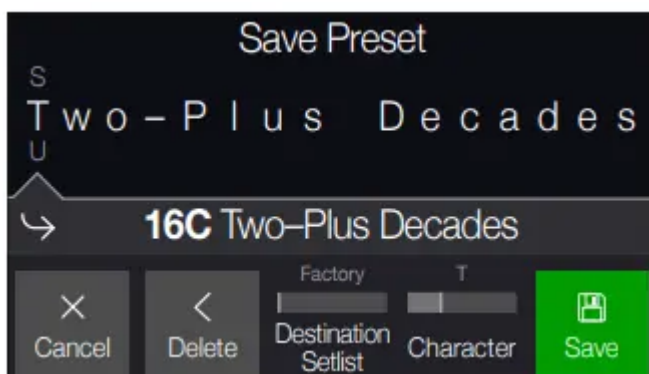 Save Preset
S
Two–Plus Decades
U
16C Two–Plus Decades
Factory T
Cancel Delete Destination Setlist Character Save